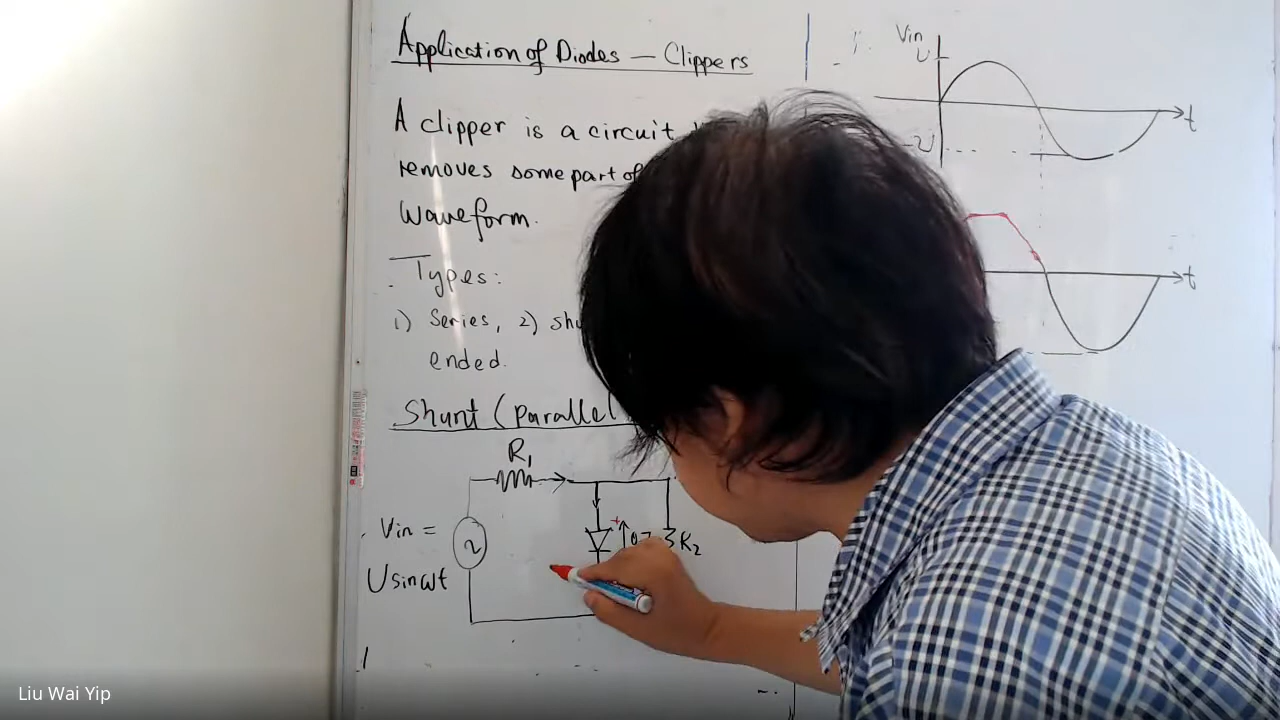 Application of Diodes — Clippers
A clipper is a circuit
removes some part of
waveform.
Types:
1) Series, 2) shu
ended.
Shunt (parallel
R1
Vin =
Usinωt
+
0.7
R2
Vin
U
-U
t
t
Liu Wai Yip